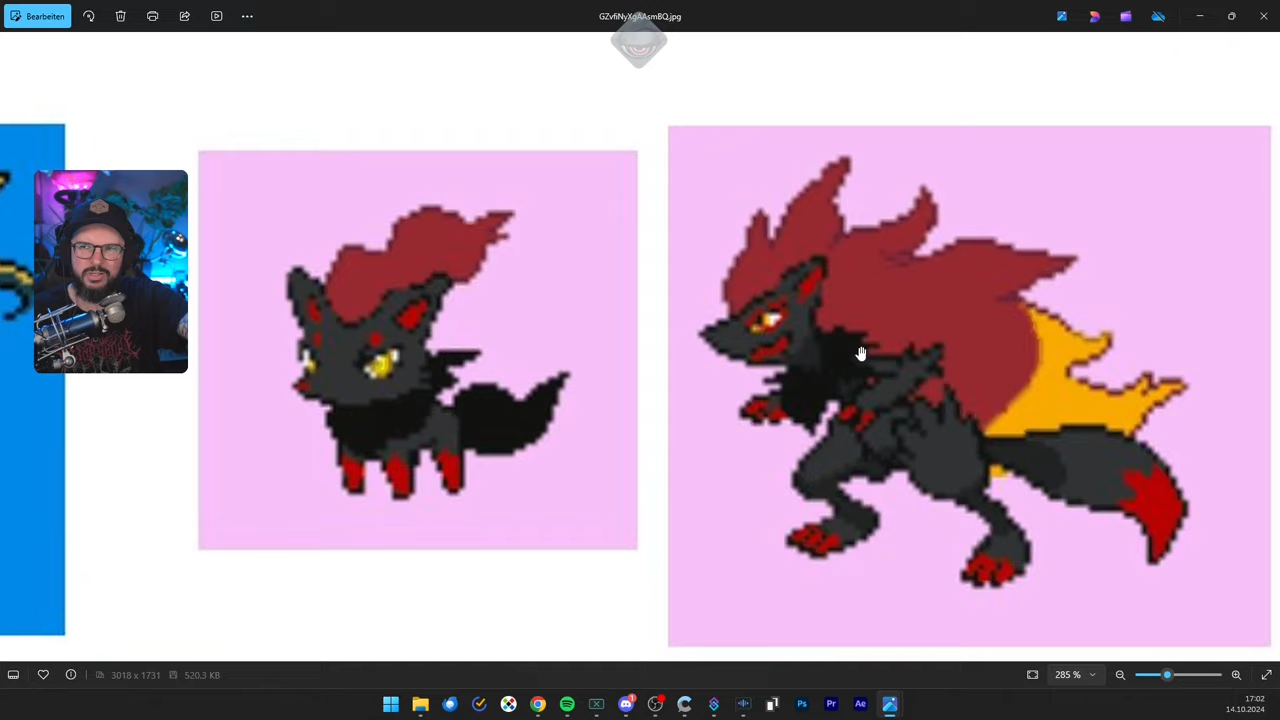 Bearbeiten
GZvfiNyXgAAsmBQ.jpg
3018 x 1731
520.3 KB
285 %
17:02
14.10.2024